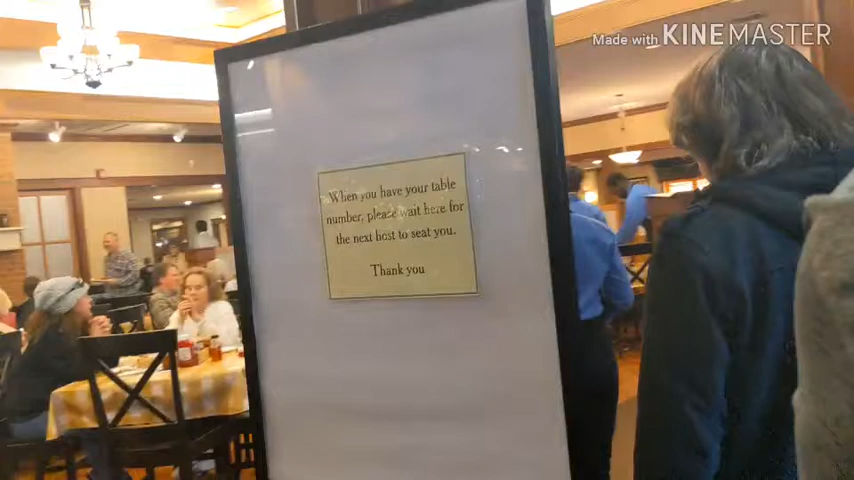 Made with KINEMASTER
When you have your table
number, please wait here for
the next host to seat you.
Thank you